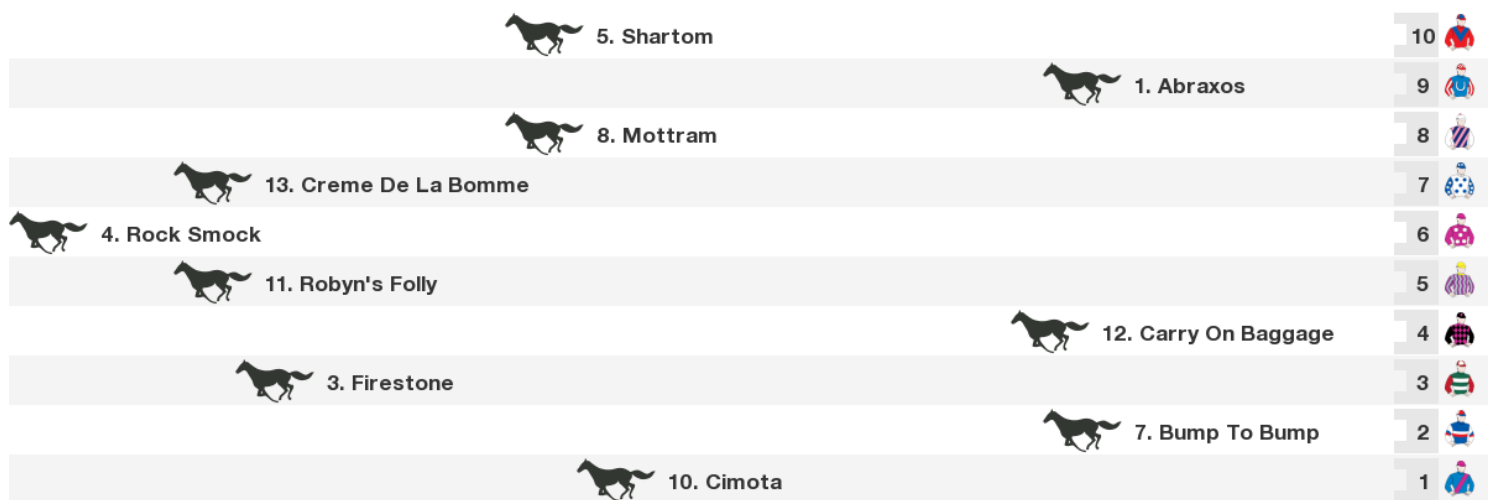 5. Shartom 10
1. Abraxos 9
8. Mottram 8
13. Creme De La Bomme 7
4. Rock Smock 6
11. Robyn's Folly 5
12. Carry On Baggage 4
3. Firestone 3
7. Bump To Bump 2
10. Cimota 1